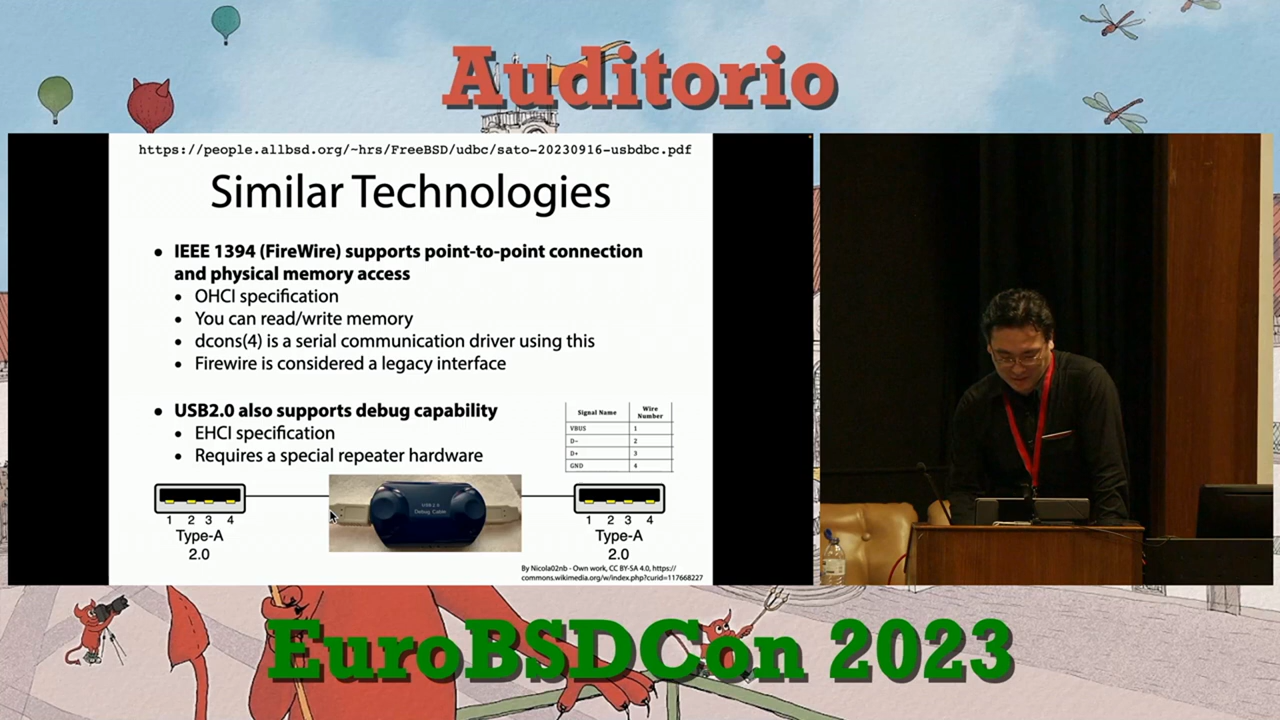 Auditorio
https://people.allbsd.org/~hrs/FreeBSD/udbc/sato-20230916-usbdbc.pdf
Similar Technologies
• IEEE 1394 (FireWire) supports point-to-point connection
and physical memory access
• OHCI specification
• You can read/write memory
• dcons(4) is a serial communication driver using this
• Firewire is considered a legacy interface
• USB2.0 also supports debug capability
• EHCI specification
• Requires a special repeater hardware
Signal Name Wire Number
VBUS 1
D- 2
D+ 3
GND 4
USB 2.0
Debug Cable
1 2 3 4
Type-A
2.0
1 2 3 4
Type-A
2.0
By Nicola02nb - Own work, CC BY-SA 4.0, https://
commons.wikimedia.org/w/index.php?curid=117668227
EuroBSDCon 2023